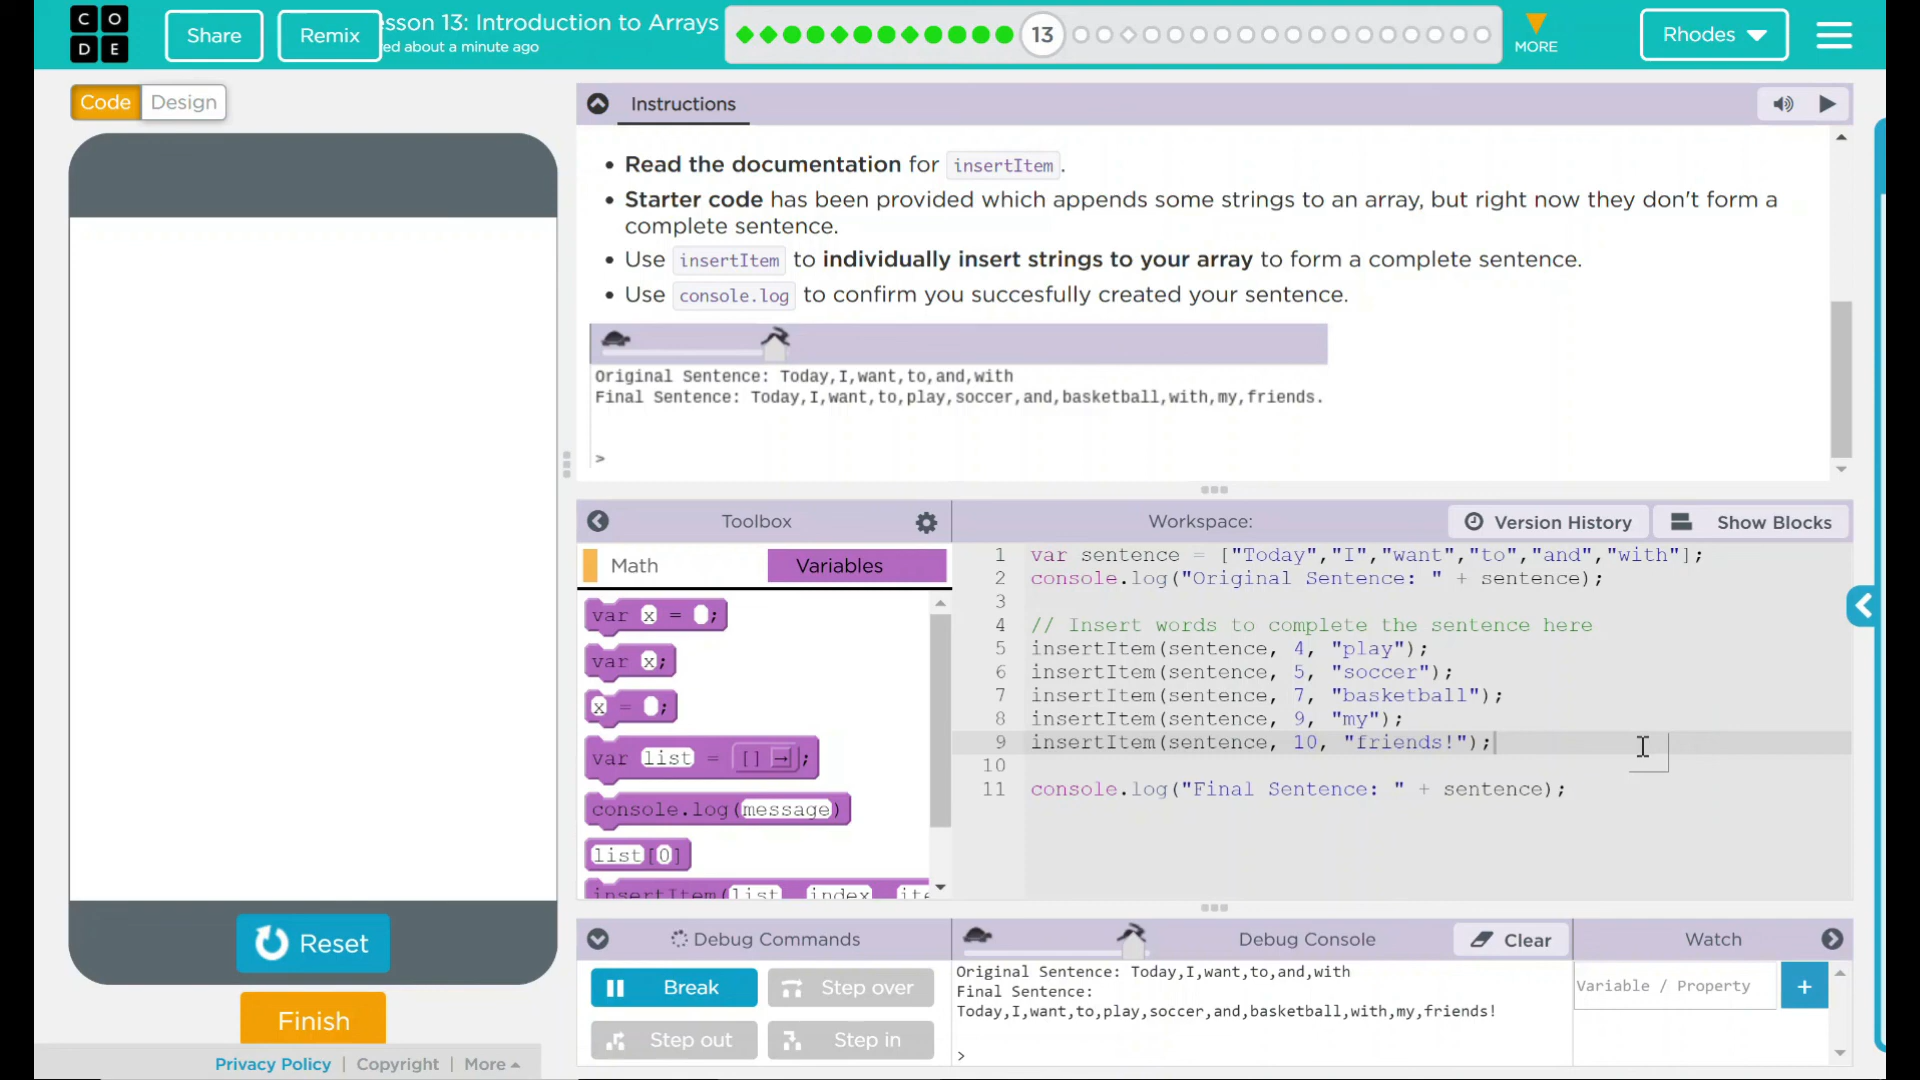 C O
D E
Share
Remix
esson 13: Introduction to Arrays
ed about a minute ago
13
MORE
Rhodes
Code
Design
Instructions
Read the documentation for insertItem.
Starter code has been provided which appends some strings to an array, but right now they don't form a
complete sentence.
Use insertItem to individually insert strings to your array to form a complete sentence.
Use console.log to confirm you succesfully created your sentence.
Original Sentence: Today,I,want,to,and,with
Final Sentence: Today,I,want,to,play,soccer,and,basketball,with,my,friends.
>
Toolbox
Workspace:
Version History
Show Blocks
Math
Variables
var x = ;
var x;
x = ;
var list = [] ;
console.log(message)
list[0]
insertItem(list index ite
1 var sentence = ["Today","I","want","to","and","with"];
2 console.log("Original Sentence: " + sentence);
3
4 // Insert words to complete the sentence here
5 insertItem(sentence, 4, "play");
6 insertItem(sentence, 5, "soccer");
7 insertItem(sentence, 7, "basketball");
8 insertItem(sentence, 9, "my");
9 insertItem(sentence, 10, "friends!");
10
11 console.log("Final Sentence: " + sentence);
Reset
Finish
Debug Commands
Debug Console
Clear
Watch
Break
Step over
Step out
Step in
Original Sentence: Today,I,want,to,and,with
Final Sentence:
Today,I,want,to,play,soccer,and,basketball,with,my,friends!
>
Variable / Property
+
Privacy Policy | Copyright | More